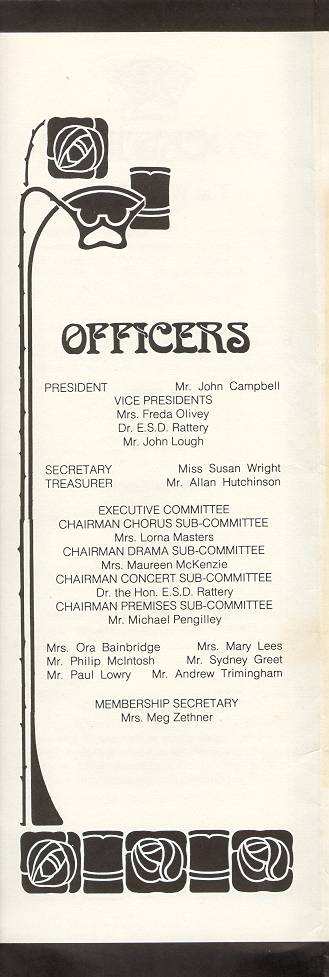 OFFICERS
PRESIDENT Mr. John Campbell
VICE PRESIDENTS
Mrs. Freda Olivey
Dr. E.S.D. Rattery
Mr. John Lough
SECRETARY Miss Susan Wright
TREASURER Mr. Allan Hutchinson
EXECUTIVE COMMITTEE
CHAIRMAN CHORUS SUB-COMMITTEE
Mrs. Lorna Masters
CHAIRMAN DRAMA SUB-COMMITTEE
Mrs. Maureen McKenzie
CHAIRMAN CONCERT SUB-COMMITTEE
Dr. the Hon. E.S.D. Rattery
CHAIRMAN PREMISES SUB-COMMITTEE
Mr. Michael Pengilley
Mrs. Ora Bainbridge Mrs. Mary Lees
Mr. Philip McIntosh Mr. Sydney Greet
Mr. Paul Lowry Mr. Andrew Trimingham
MEMBERSHIP SECRETARY
Mrs. Meg Zethner